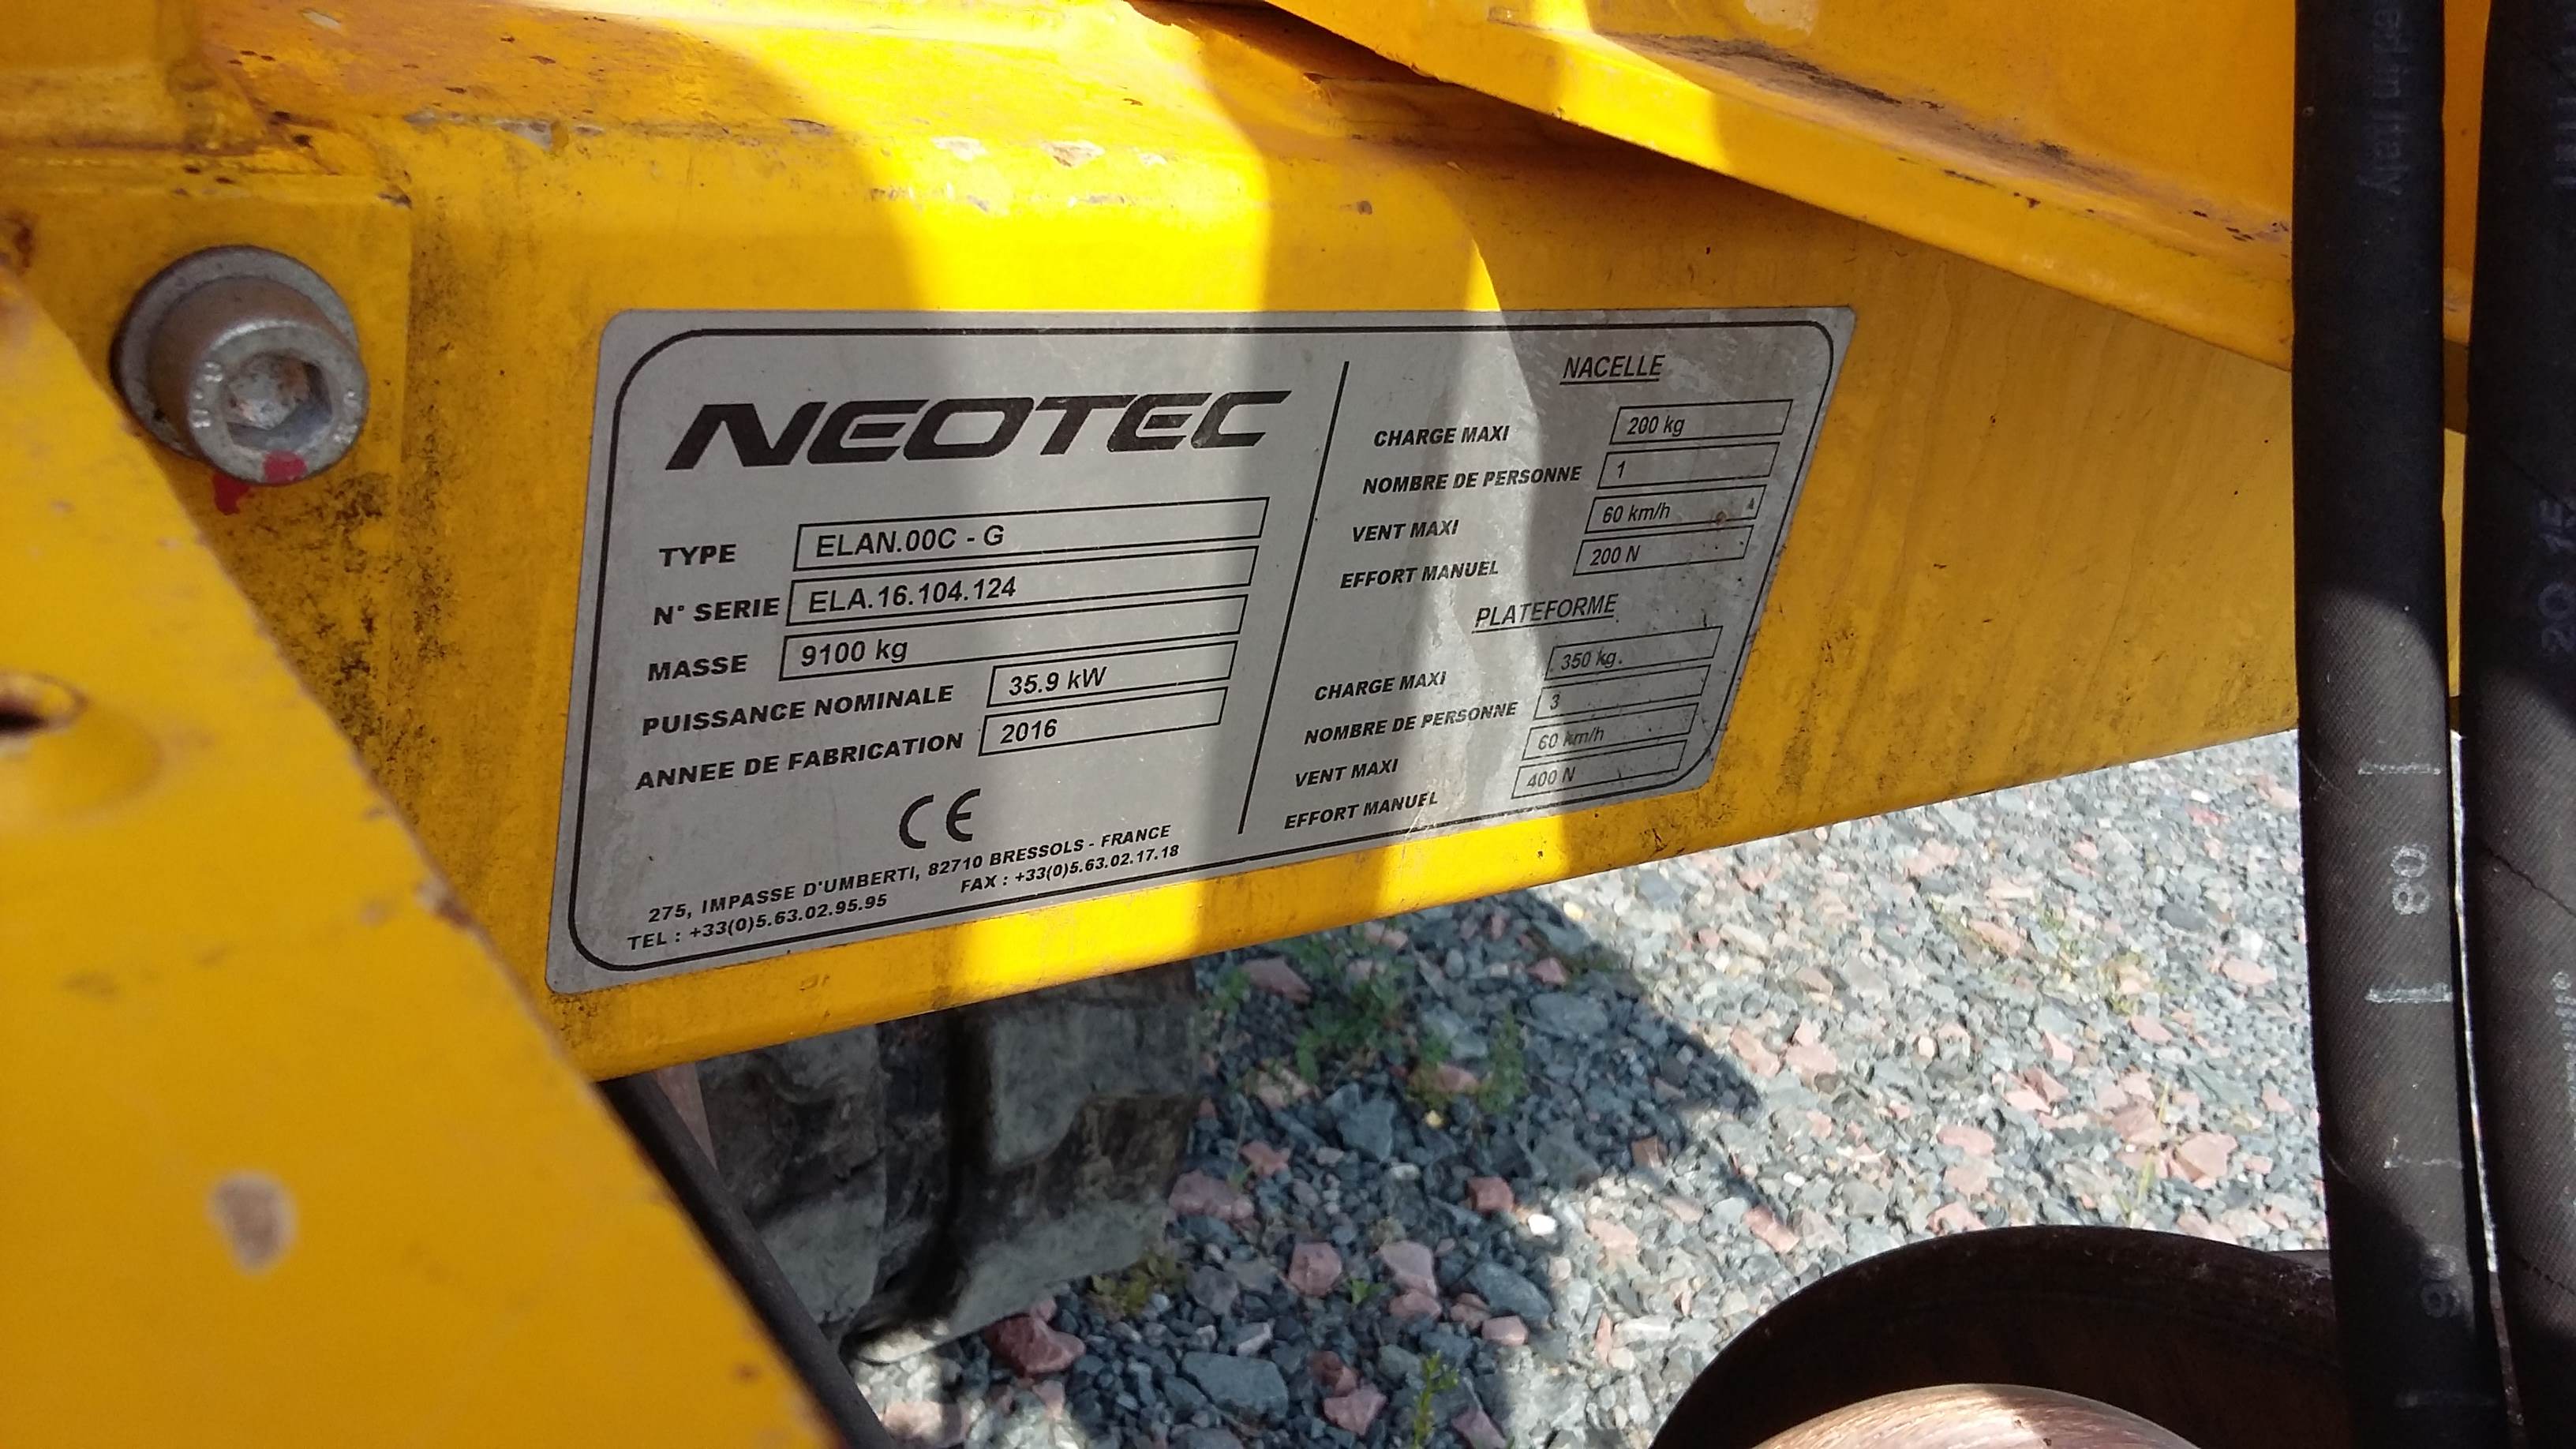 NEOTEC
TYPE ELAN.00C - G
N° SERIE ELA.16.104.124
MASSE 9100 kg
PUISSANCE NOMINALE 35.9 kW
ANNEE DE FABRICATION 2016
CE
275, IMPASSE D'UMBERTI, 82710 BRESSOLS - FRANCE
TEL : +33(0)5.63.02.95.95 FAX : +33(0)5.63.02.17.18
NACELLE
CHARGE MAXI 200 kg
NOMBRE DE PERSONNE 1
VENT MAXI 60 km/h
EFFORT MANUEL 200 N
PLATEFORME
CHARGE MAXI 350 kg
NOMBRE DE PERSONNE 3
VENT MAXI 60 km/h
EFFORT MANUEL 400 N
in Italy
80